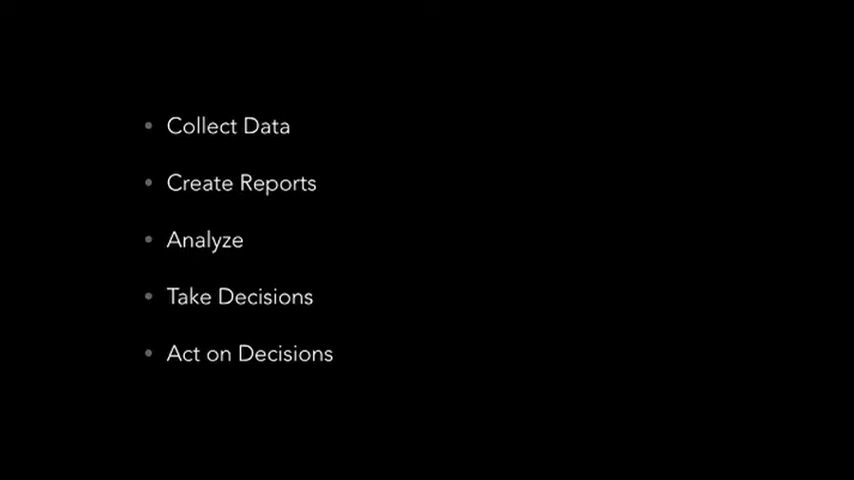 • Collect Data
• Create Reports
• Analyze
• Take Decisions
• Act on Decisions